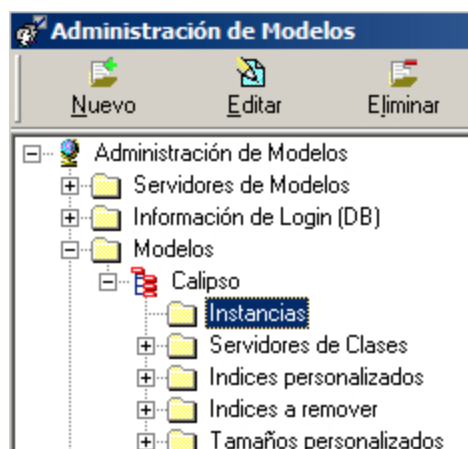 Administración de Modelos
Nuevo Editar Eliminar
Administración de Modelos
Servidores de Modelos
Información de Login (DB)
Modelos
Calipso
Instancias
Servidores de Clases
Indices personalizados
Indices a remover
Tamaños personalizados